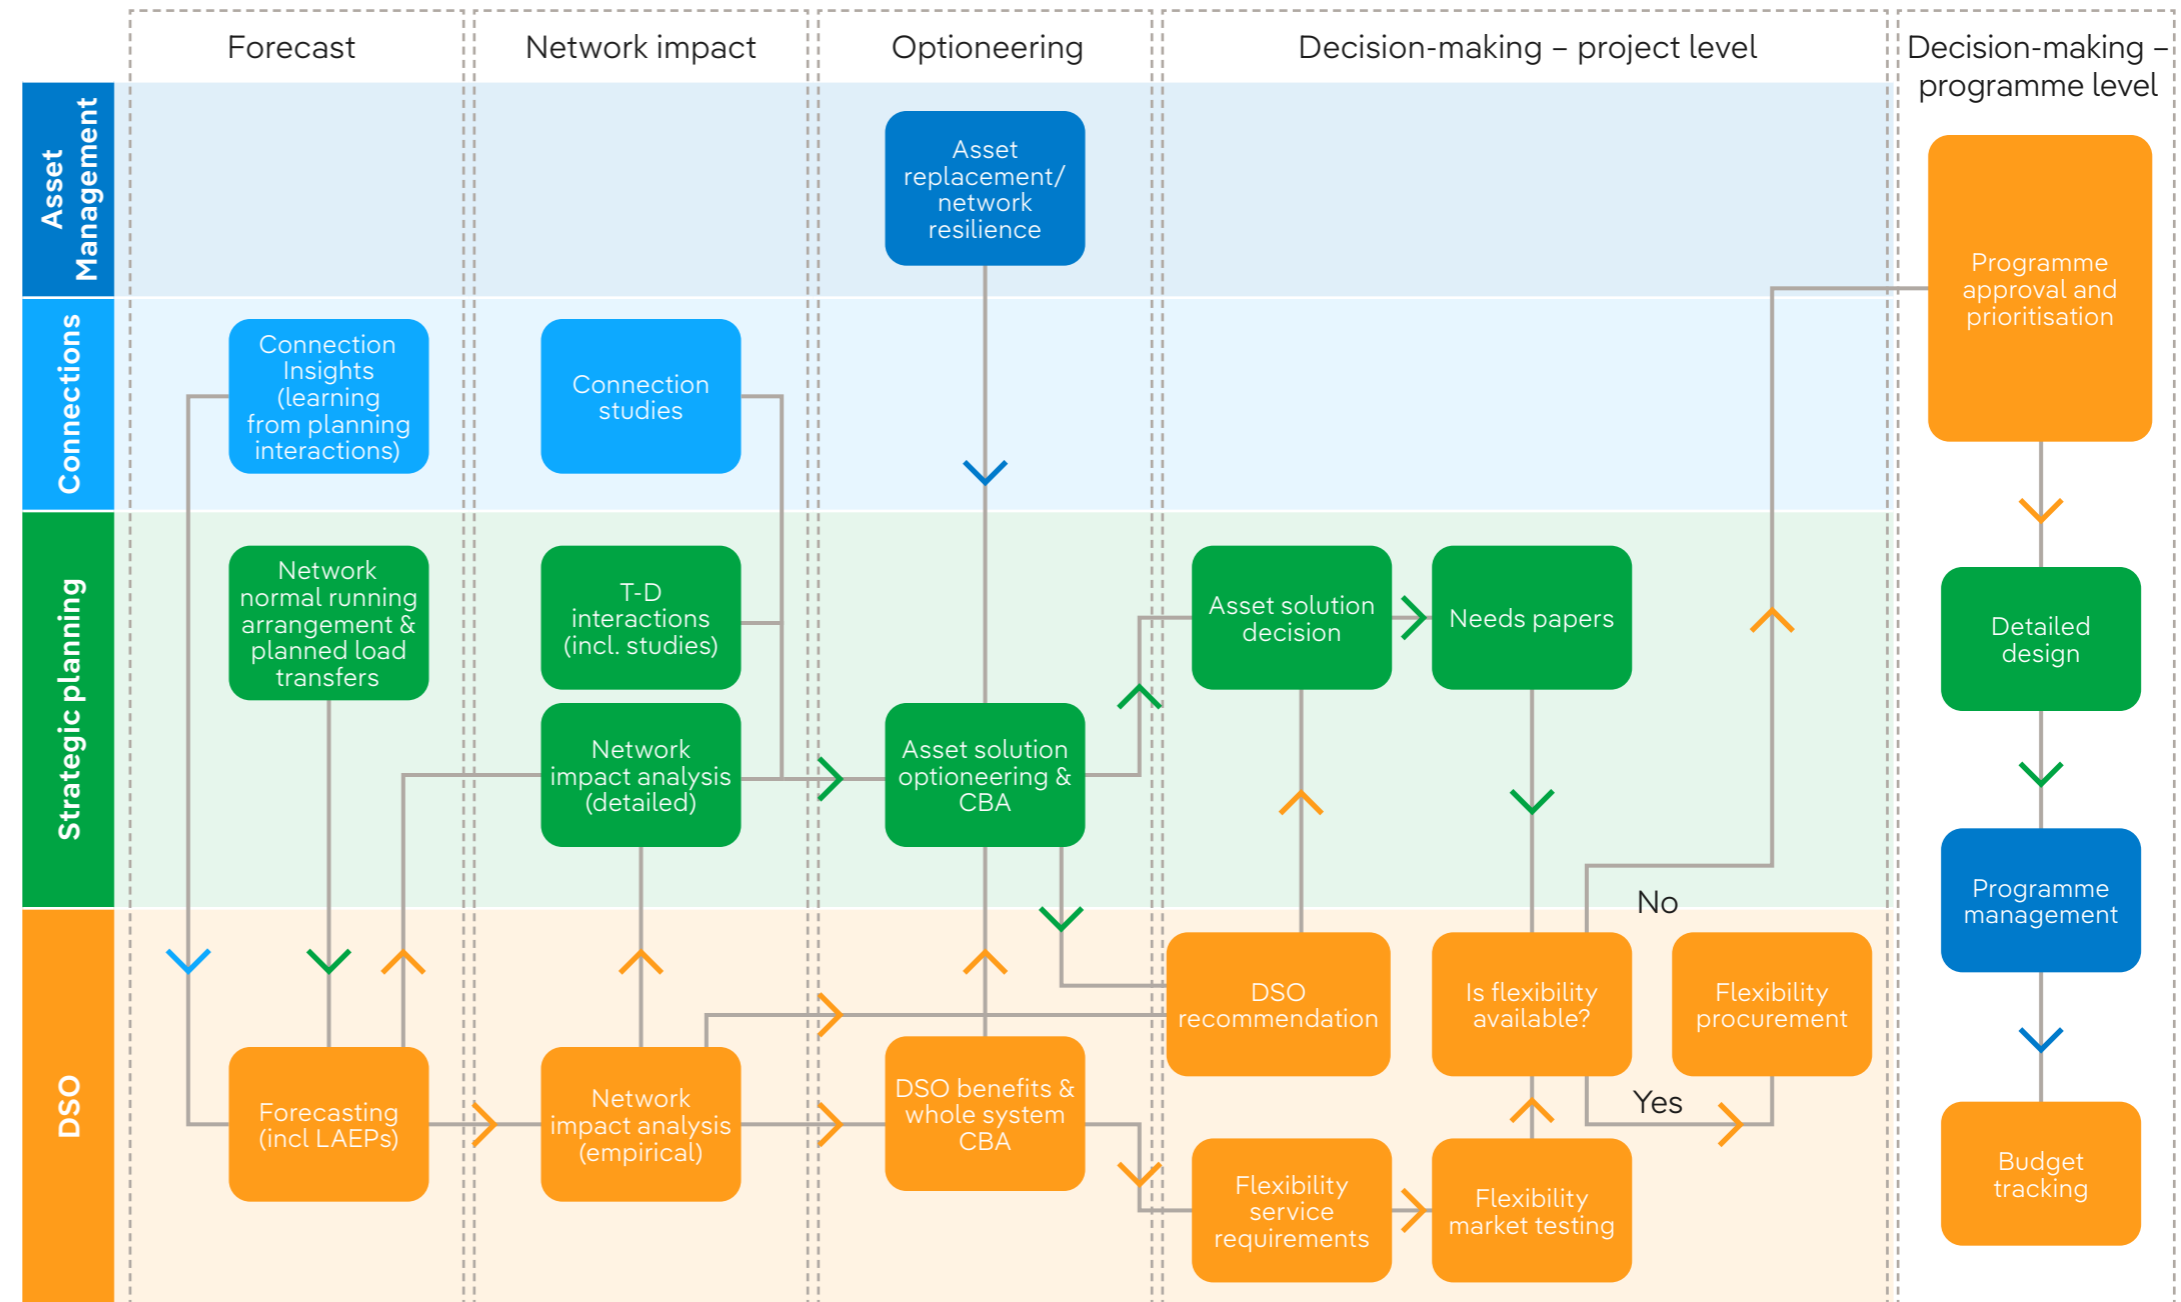 Forecast
Network impact
Optioneering
Decision-making – project level
Decision-making –
programme level
Asset
Management
Asset
replacement/
network
resilience
Programme
approval and
prioritisation
Connections
Connection
Insights
(learning
from planning
interactions)
Connection
studies
Strategic planning
Network
normal running
arrangement &
planned load
transfers
T-D
interactions
(incl. studies)
Asset solution
decision
Needs papers
Detailed
design
Network
impact analysis
(detailed)
Asset solution
optioneering &
CBA
Programme
management
No
DSO
DSO
recommendation
Is flexibility
available?
Flexibility
procurement
Yes
Forecasting
(incl LAEPs)
Network
impact analysis
(empirical)
DSO benefits &
whole system
CBA
Flexibility
service
requirements
Flexibility
market testing
Budget
tracking